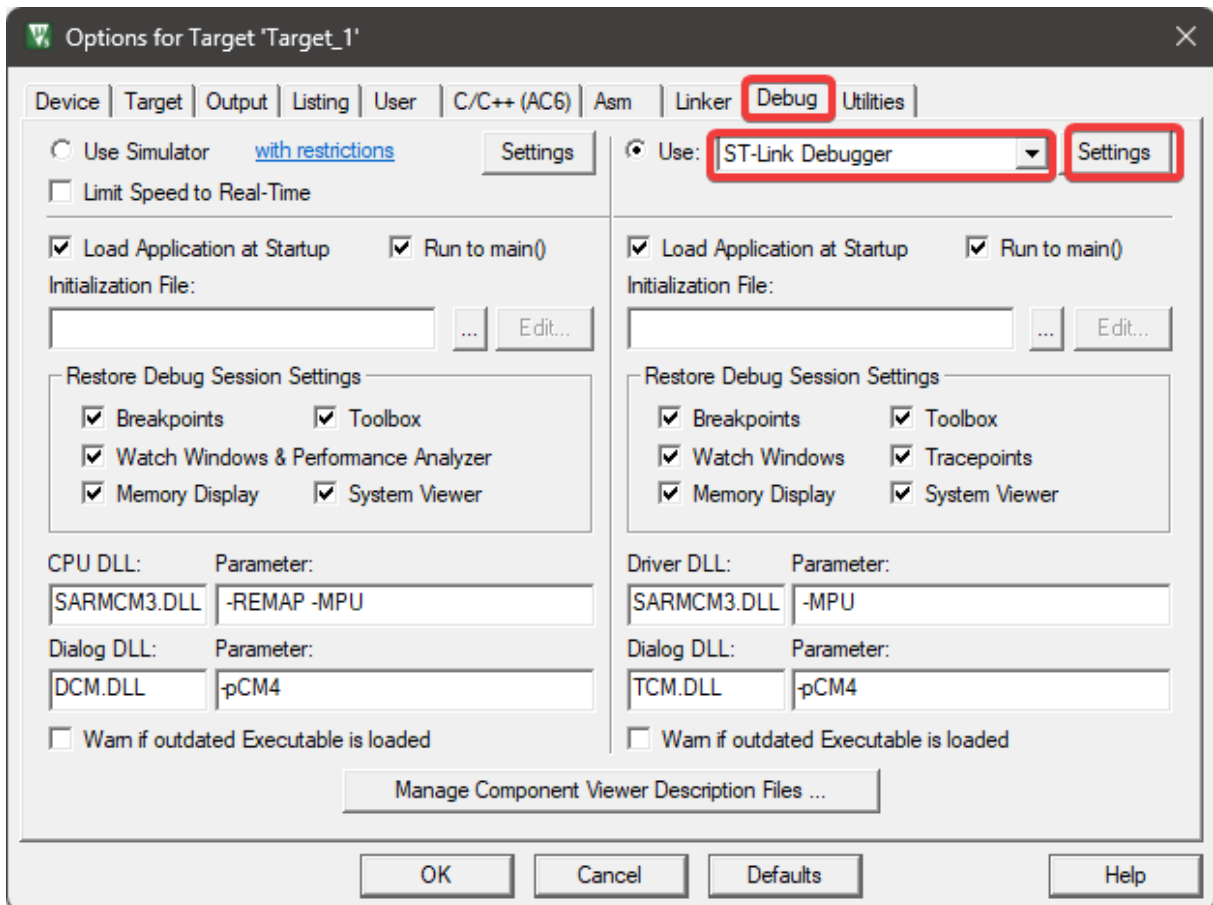 Options for Target 'Target_1'
Device Target Output Listing User C/C++ (AC6) Asm Linker Debug Utilities
Use Simulator with restrictions Settings
Limit Speed to Real-Time
Use: ST-Link Debugger Settings
Load Application at Startup Run to main()
Initialization File:
... Edit...
Restore Debug Session Settings
Breakpoints Toolbox
Watch Windows & Performance Analyzer
Memory Display System Viewer
CPU DLL: Parameter:
SARMCM3.DLL -REMAP -MPU
Dialog DLL: Parameter:
DCM.DLL -pCM4
Warn if outdated Executable is loaded
Load Application at Startup Run to main()
Initialization File:
... Edit...
Restore Debug Session Settings
Breakpoints Toolbox
Watch Windows Tracepoints
Memory Display System Viewer
Driver DLL: Parameter:
SARMCM3.DLL -MPU
Dialog DLL: Parameter:
TCM.DLL -pCM4
Warn if outdated Executable is loaded
Manage Component Viewer Description Files ...
OK Cancel Defaults Help